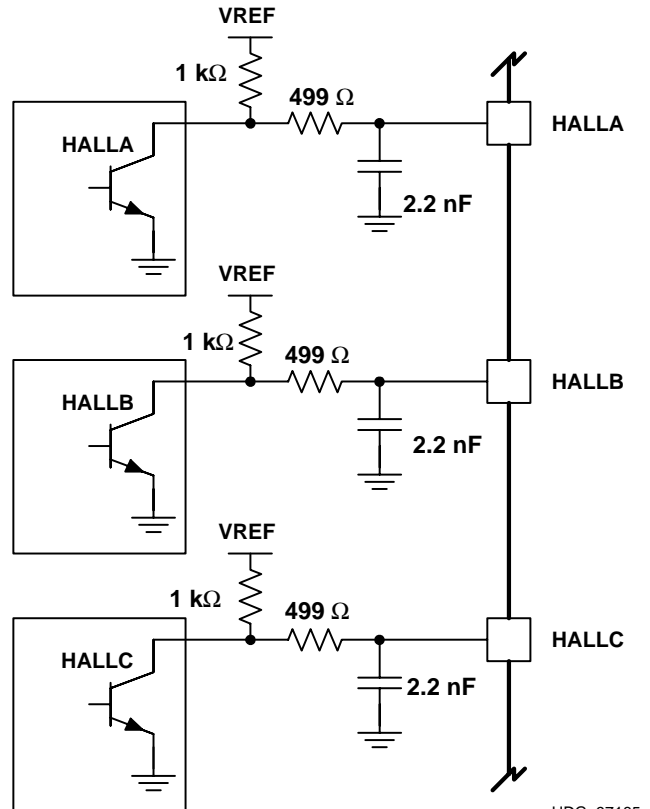 VREF
1 kΩ
499 Ω
HALLA
HALLA
2.2 nF
VREF
1 kΩ
499 Ω
HALLB
HALLB
2.2 nF
VREF
1 kΩ
499 Ω
HALLC
HALLC
2.2 nF